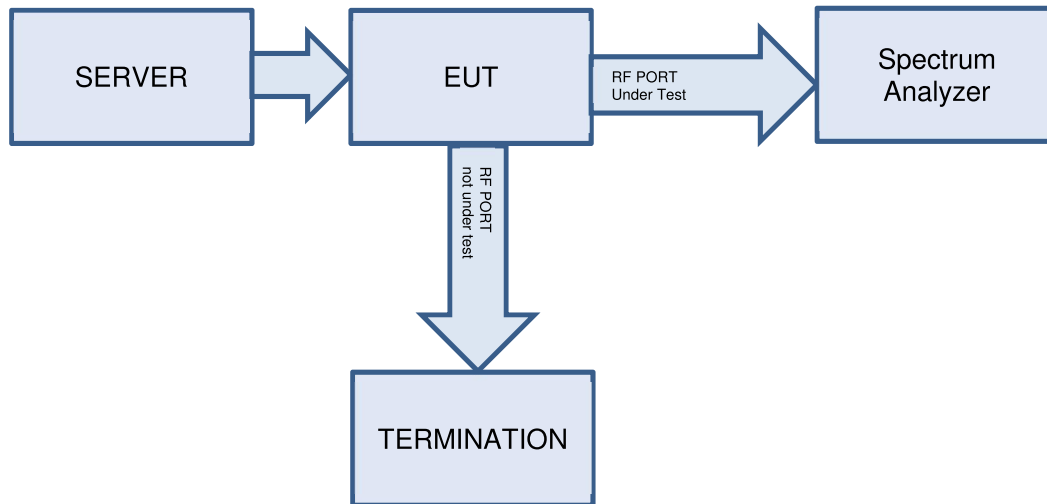 SERVER
EUT
RF PORT
Under Test
Spectrum
Analyzer
RF PORT
not under test
TERMINATION